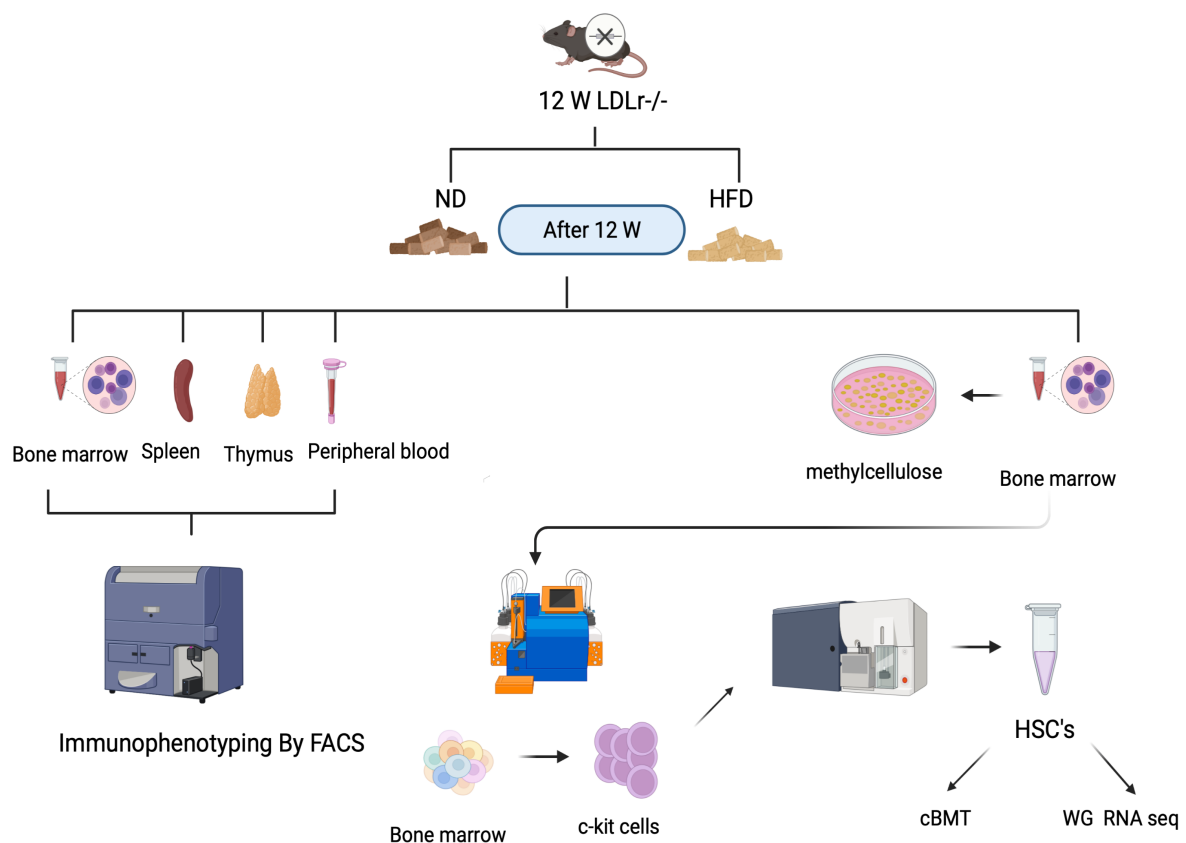 12 W LDLr-/-
ND
After 12 W
HFD
Bone marrow
Spleen
Thymus
Peripheral blood
methylcellulose
Bone marrow
Immunophenotyping By FACS
Bone marrow
c-kit cells
HSC's
cBMT
WG RNA seq